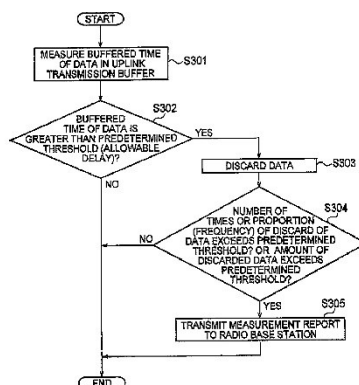 START
MEASURE BUFFERED TIME
OF DATA IN UPLINK
TRANSMISSION BUFFER
S301
S302
BUFFERED
TIME OF DATA IS
GREATER THAN PREDETERMINED
THRESHOLD (ALLOWABLE
DELAY)?
YES
NO
DISCARD DATA
S303
S304
NUMBER OF
TIMES OR PROPORTION
(FREQUENCY) OF DISCARD OF
DATA EXCEEDS PREDETERMINED
THRESHOLD? OR AMOUNT OF
DISCARDED DATA EXCEEDS
PREDETERMINED
THRESHOLD?
NO
YES
S305
TRANSMIT MEASUREMENT REPORT
TO RADIO BASE STATION
END